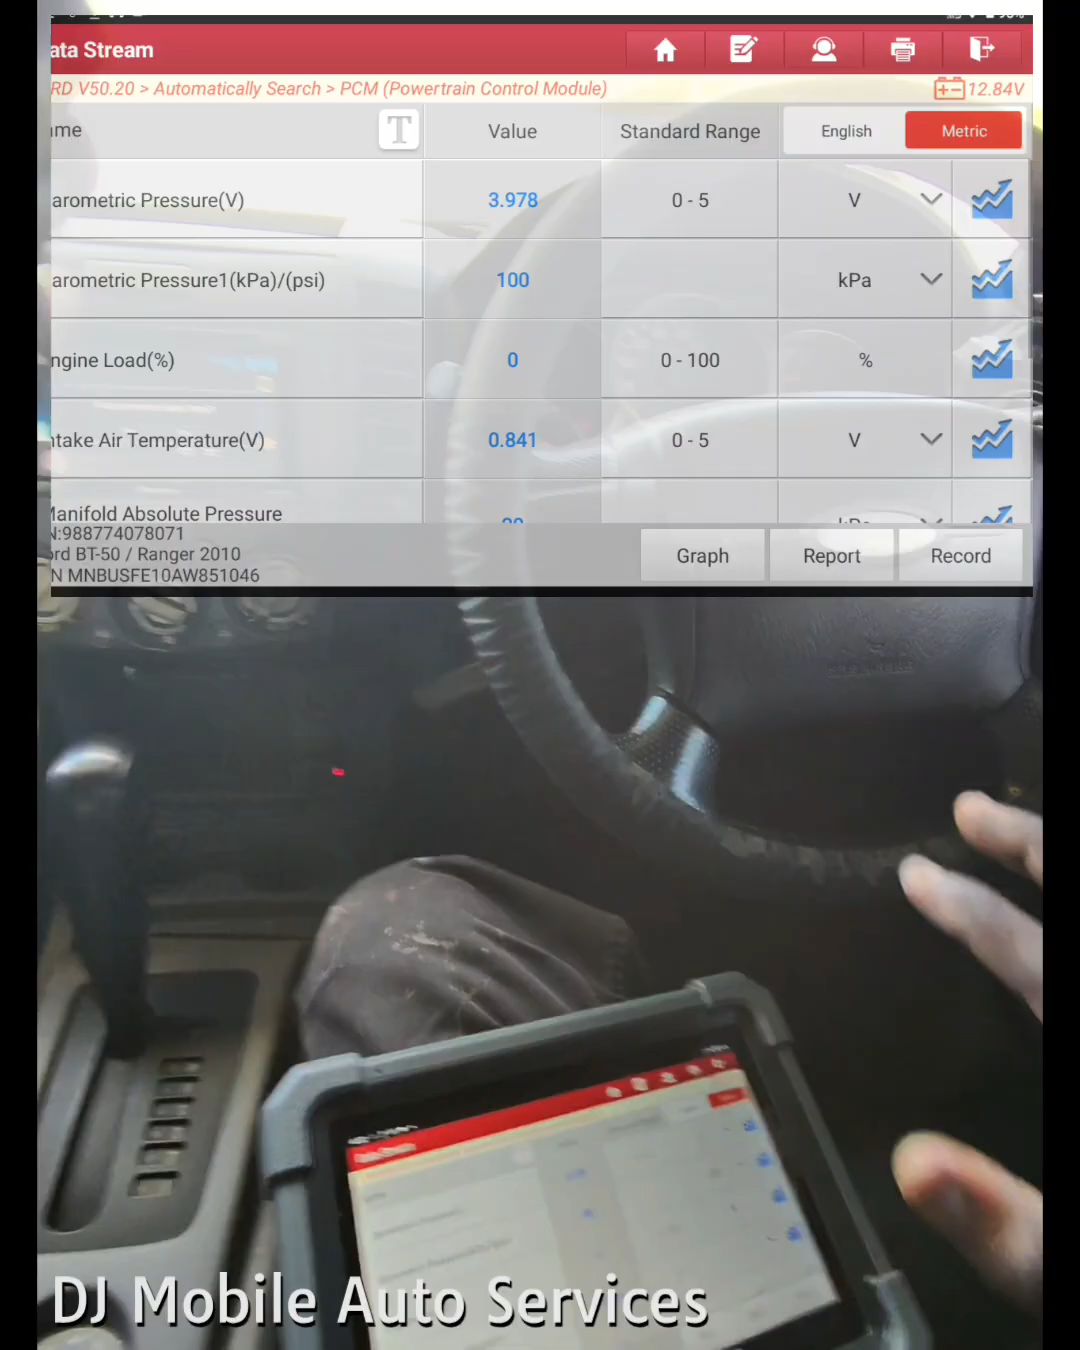 ata Stream
RD V50.20 > Automatically Search > PCM (Powertrain Control Module)
12.84V
me
T
Value
Standard Range
English
Metric
arometric Pressure(V)
3.978
0 - 5
V
arometric Pressure1(kPa)/(psi)
100
kPa
ngine Load(%)
0
0 - 100
%
ntake Air Temperature(V)
0.841
0 - 5
V
Manifold Absolute Pressure
N:988774078071
ord BT-50 / Ranger 2010
N MNBUSFE10AW851046
Graph
Report
Record
DJ Mobile Auto Services